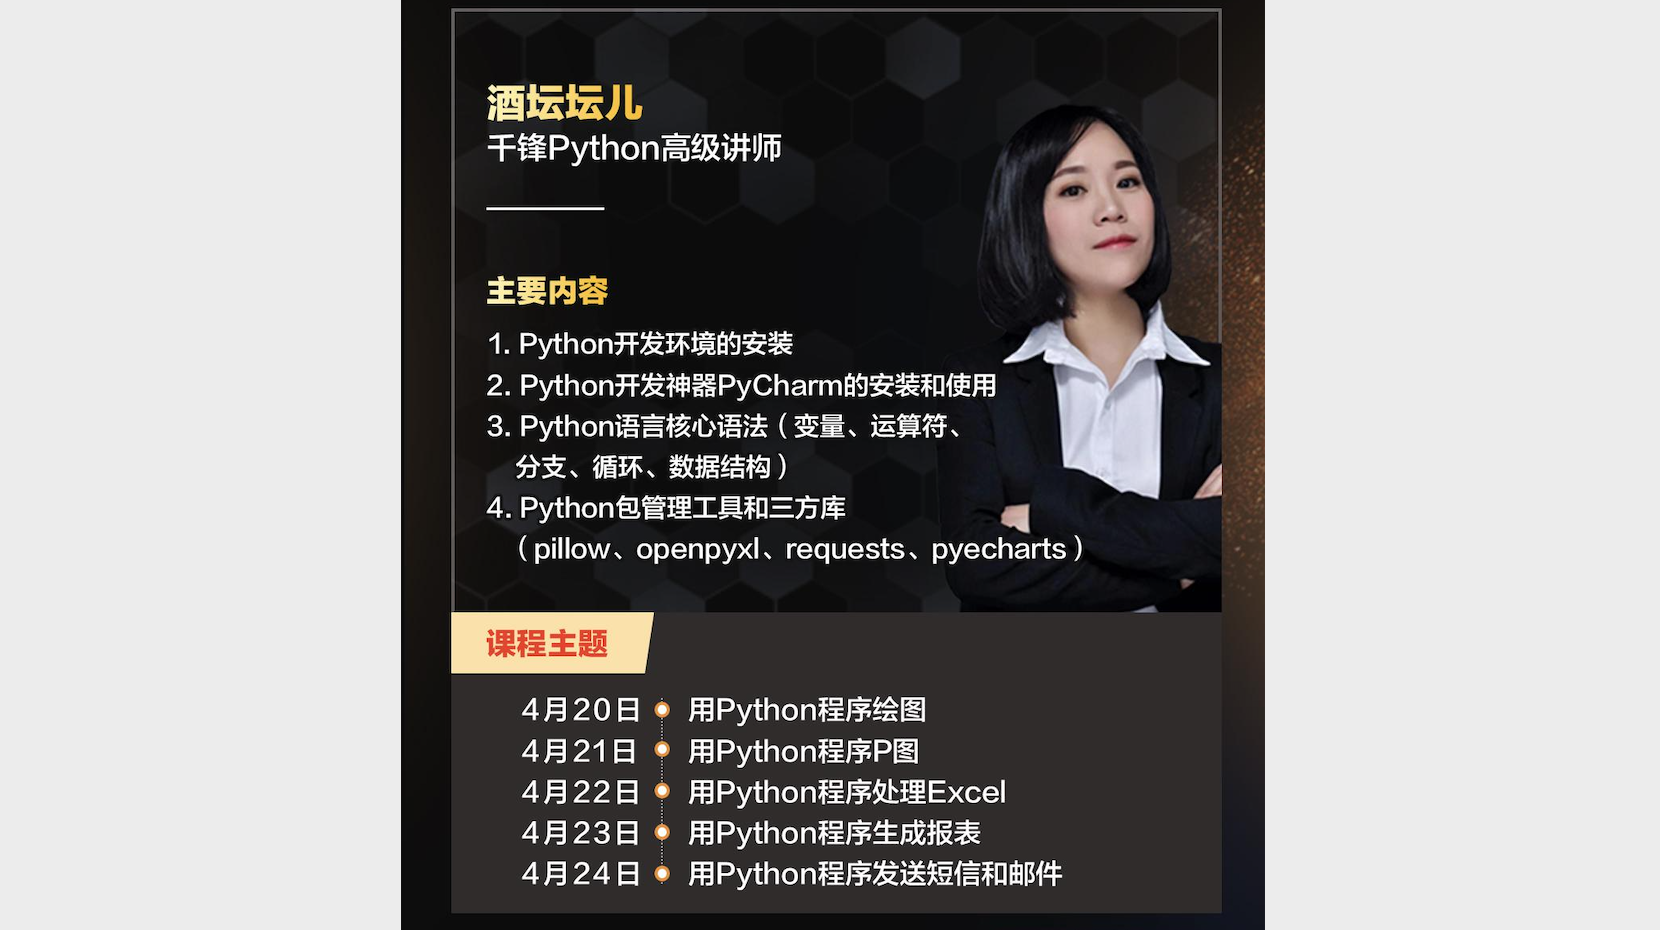 酒坛坛儿
千锋Python高级讲师
主要内容
1. Python开发环境的安装
2. Python开发神器PyCharm的安装和使用
3. Python语言核心语法（变量、运算符、
分支、循环、数据结构）
4. Python包管理工具和三方库
（pillow、openpyxl、requests、pyecharts）
课程主题
4月20日 用Python程序绘图
4月21日 用Python程序P图
4月22日 用Python程序处理Excel
4月23日 用Python程序生成报表
4月24日 用Python程序发送短信和邮件